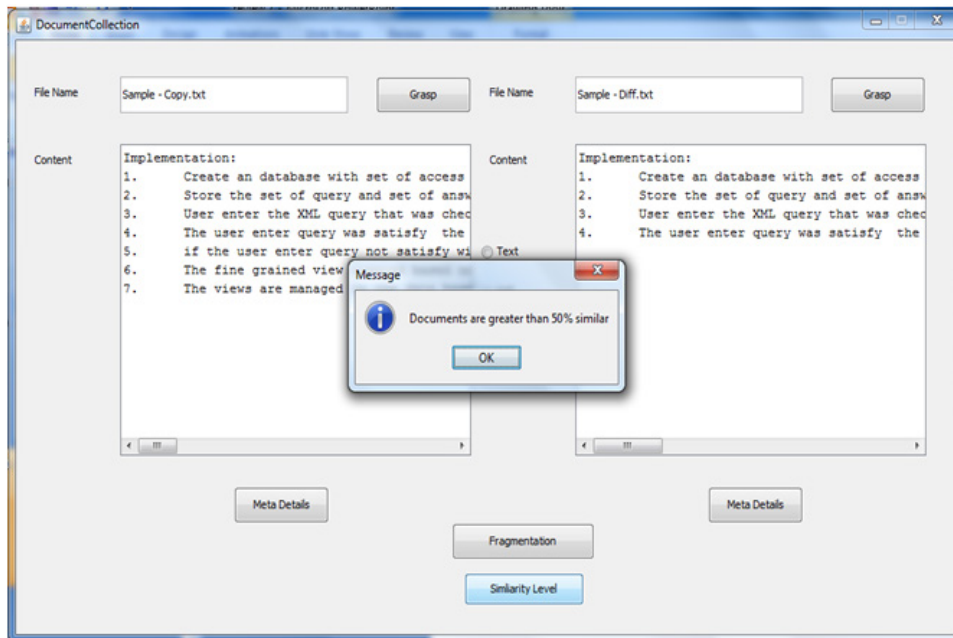 DocumentCollection
File Name
Sample - Copy.txt
Grasp
File Name
Sample - Diff.txt
Grasp
Content
Implementation:
1. Create an database with set of access
2. Store the set of query and set of answ
3. User enter the XML query that was chec
4. The user enter query was satisfy the
5. if the user enter query not satisfy wi
6. The fine grained view
7. The views are managed
Content
Implementation:
1. Create an database with set of access
2. Store the set of query and set of answ
3. User enter the XML query that was chec
4. The user enter query was satisfy the
Text
Message
Documents are greater than 50% similar
OK
Meta Details
Meta Details
Fragmentation
Simliarity Level